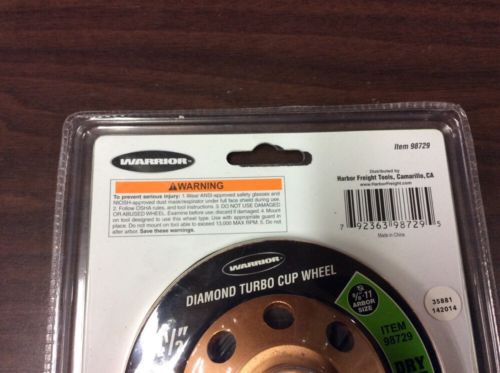 Item 98729
WARRIOR
⚠WARNING
To prevent serious injury: 1. Wear ANSI-approved safety glasses and
NIOSH-approved dust mask/respirator under full face shield during use.
2. Follow OSHA rules, and tool instructions. 3. DO NOT USE DAMAGED
OR ABUSED WHEEL. Examine before use; discard if damaged. 4. Mount
on tool designed to use this wheel type. Use with appropriate guard in
place. Do not mount on tool able to exceed 13,000 MAX RPM. 5. Do not
alter arbor. Save these warnings.
Distributed by
Harbor Freight Tools, Camarillo, CA
www.HarborFreight.com
7 92363 98729 5
Made in China
WARRIOR
DIAMOND TURBO CUP WHEEL
1/2"
5/8"-11
ARBOR
SIZE
ITEM
98729
DRY
35881
142014